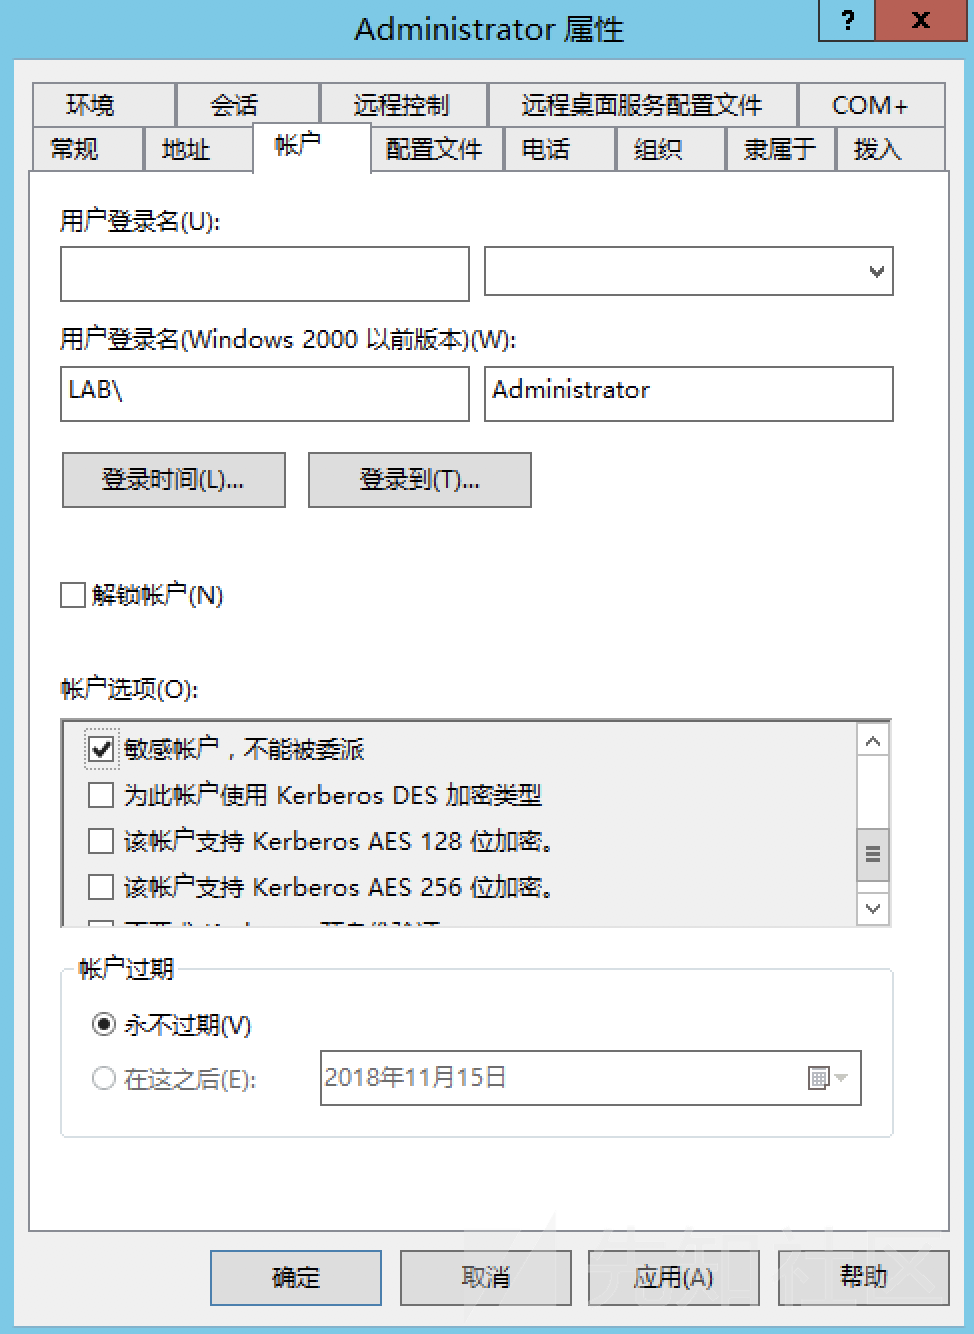 Administrator 属性
? x
环境 会话 远程控制 远程桌面服务配置文件 COM+
常规 地址 帐户 配置文件 电话 组织 隶属于 拨入
用户登录名(U):
用户登录名(Windows 2000 以前版本)(W):
LAB\ Administrator
登录时间(L)... 登录到(T)...
解锁帐户(N)
帐户选项(O):
敏感帐户，不能被委派
为此帐户使用 Kerberos DES 加密类型
该帐户支持 Kerberos AES 128 位加密。
该帐户支持 Kerberos AES 256 位加密。
帐户过期
永不过期(V)
在这之后(E): 2018年11月15日
确定 取消 应用(A) 帮助
先知社区